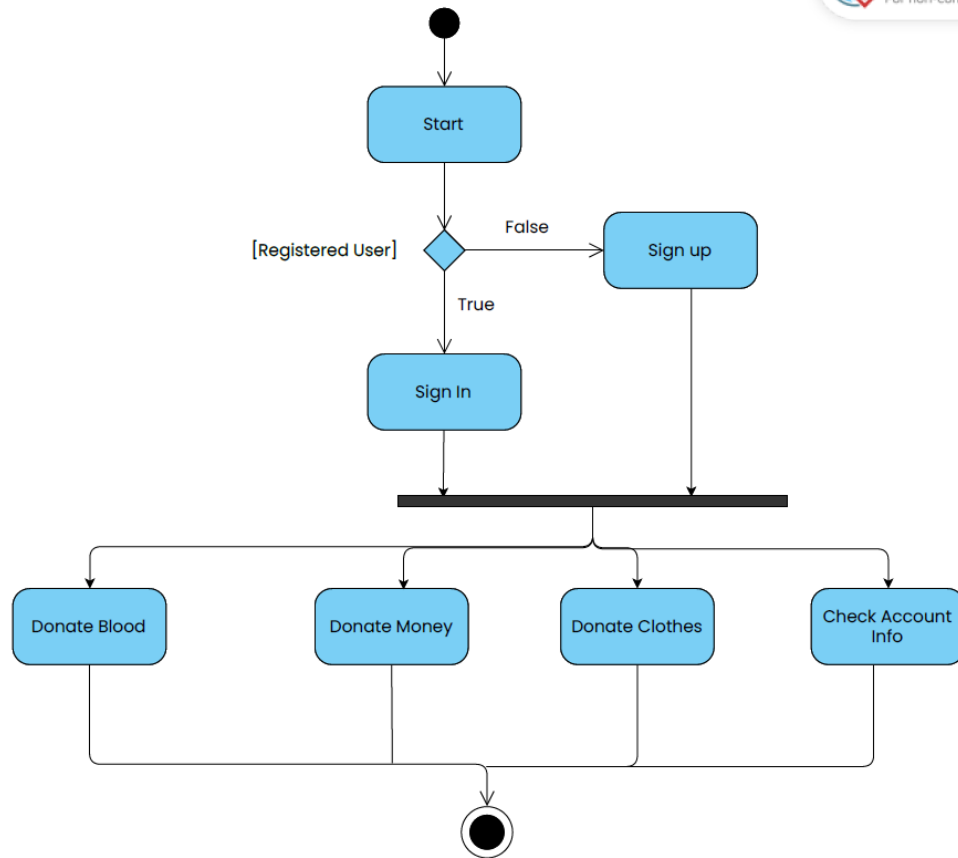 Start
False
[Registered User]
Sign up
True
Sign In
Donate Blood
Donate Money
Donate Clothes
Check Account
Info